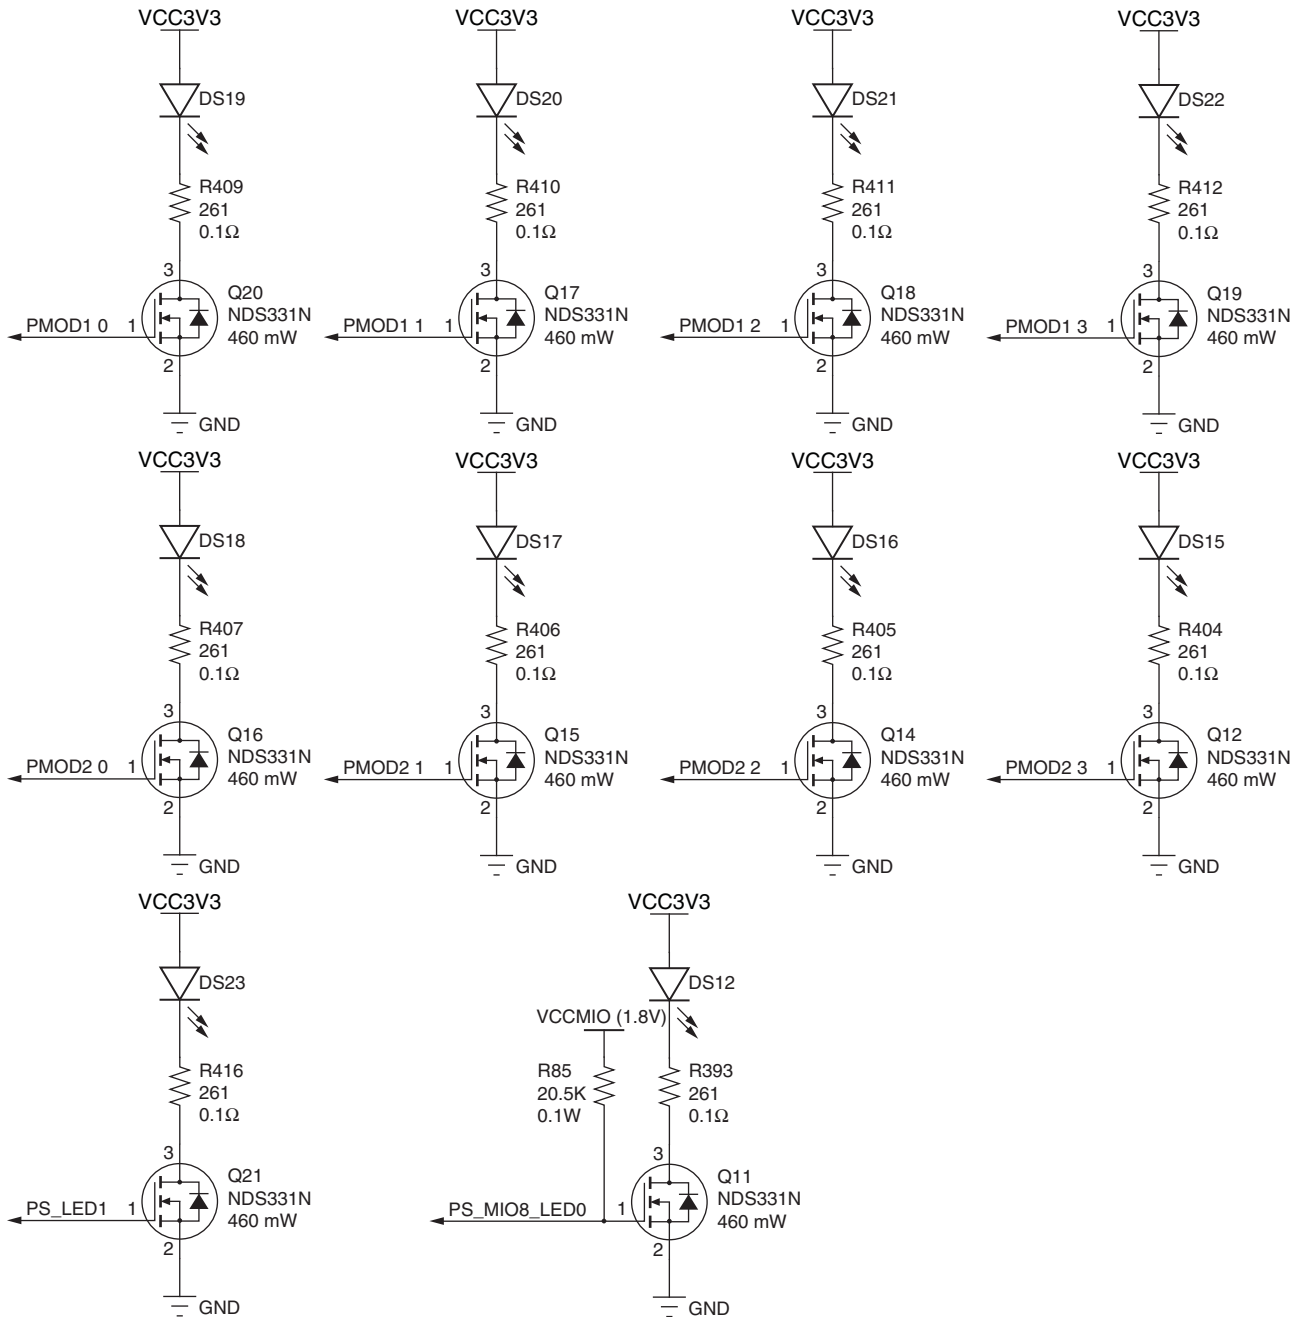 VCC3V3
DS19
R409
261
0.1Ω
3
Q20
NDS331N
460 mW
PMOD1 0
1
2
GND
VCC3V3
DS20
R410
261
0.1Ω
3
Q17
NDS331N
460 mW
PMOD1 1
1
2
GND
VCC3V3
DS21
R411
261
0.1Ω
3
Q18
NDS331N
460 mW
PMOD1 2
1
2
GND
VCC3V3
DS22
R412
261
0.1Ω
3
Q19
NDS331N
460 mW
PMOD1 3
1
2
GND
VCC3V3
DS18
R407
261
0.1Ω
3
Q16
NDS331N
460 mW
PMOD2 0
1
2
GND
VCC3V3
DS17
R406
261
0.1Ω
3
Q15
NDS331N
460 mW
PMOD2 1
1
2
GND
VCC3V3
DS16
R405
261
0.1Ω
3
Q14
NDS331N
460 mW
PMOD2 2
1
2
GND
VCC3V3
DS15
R404
261
0.1Ω
3
Q12
NDS331N
460 mW
PMOD2 3
1
2
GND
VCC3V3
DS23
R416
261
0.1Ω
3
Q21
NDS331N
460 mW
PS_LED1
1
2
GND
VCC3V3
DS12
VCCMIO (1.8V)
R85
20.5K
0.1W
R393
261
0.1Ω
3
Q11
NDS331N
460 mW
PS_MIO8_LED0
1
2
GND